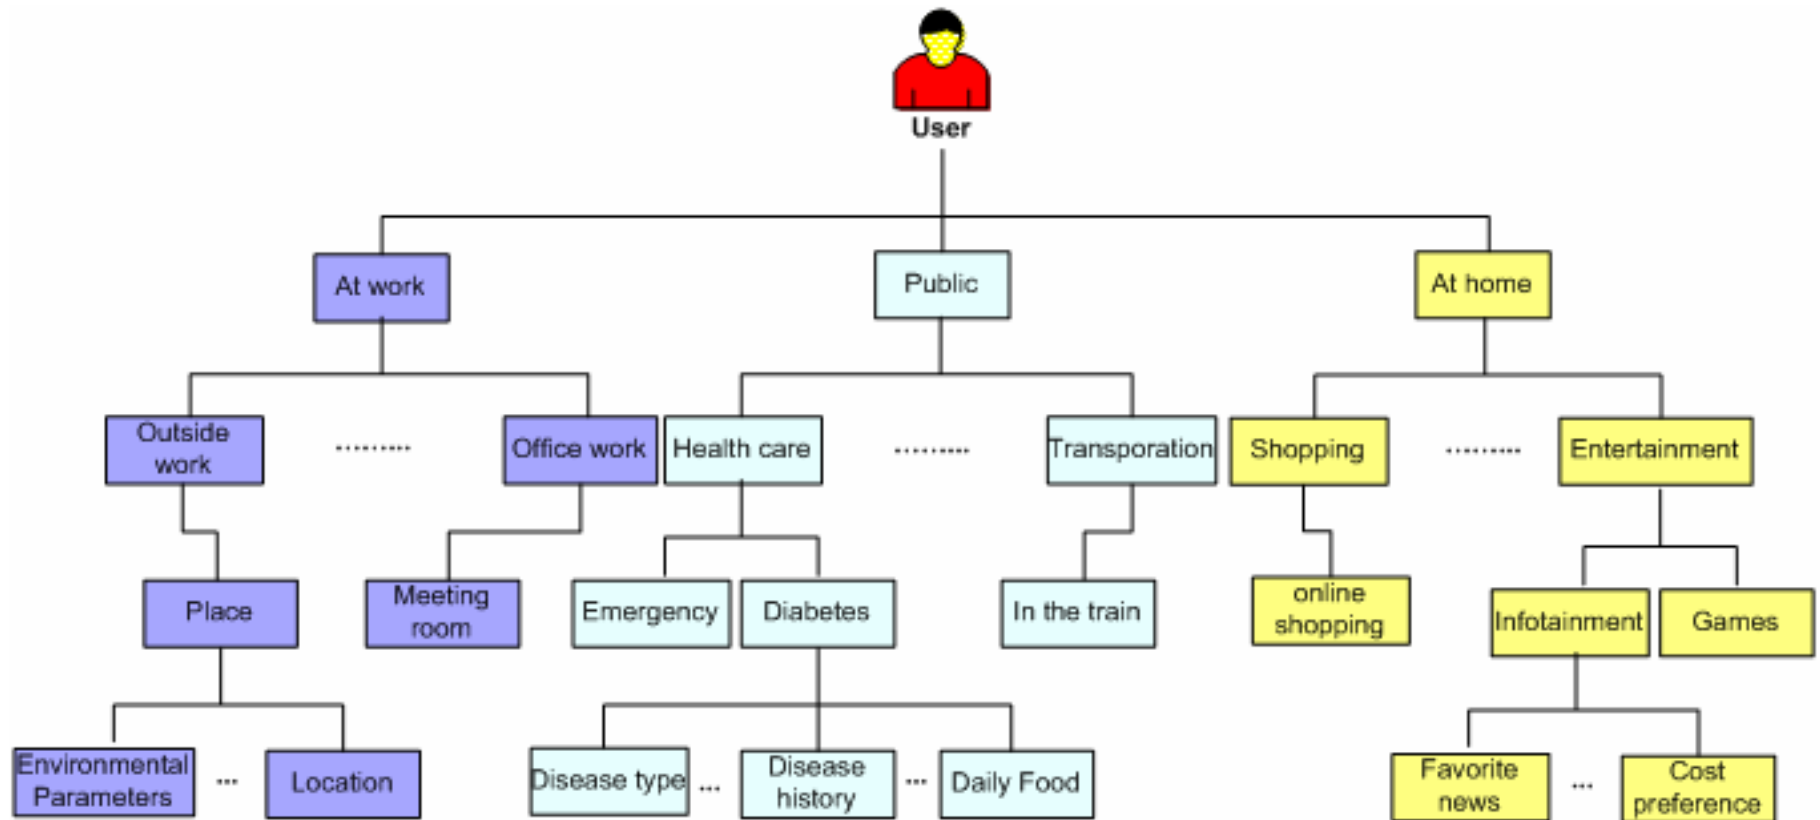 User
At work
Public
At home
Outside
work
.........
Office work
Health care
.........
Transporation
Shopping
.........
Entertainment
Place
Meeting
room
Emergency
Diabetes
In the train
online
shopping
Infotainment
Games
Environmental
Parameters
...
Location
Disease type
...
Disease
history
...
Daily Food
Favorite
news
...
Cost
preference